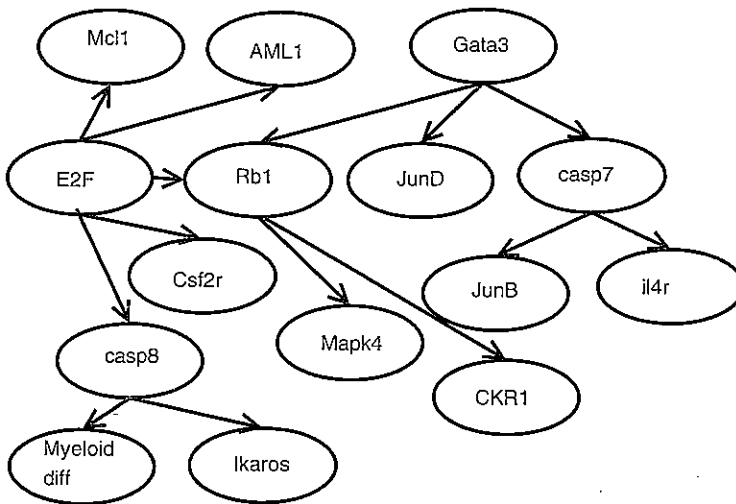 Mcl1
AML1
Gata3
E2F
Rb1
JunD
casp7
Csf2r
JunB
il4r
casp8
Mapk4
CKR1
Myeloid
diff
Ikaros